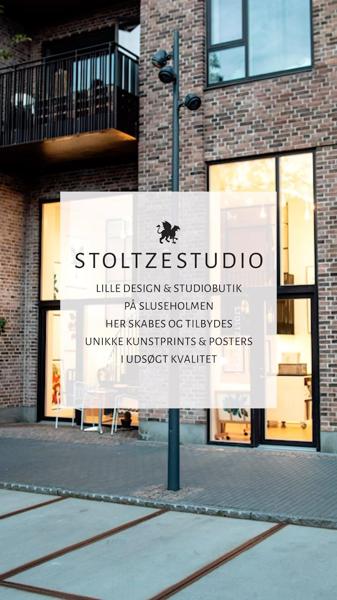 STOLTZESTUDIO
LILLE DESIGN & STUDIOBUTIK
PÅ SLUSEHOLMEN
HER SKABES OG TILBYDES
UNIKKE KUNSTPRINTS & POSTERS
I UDSØGT KVALITET